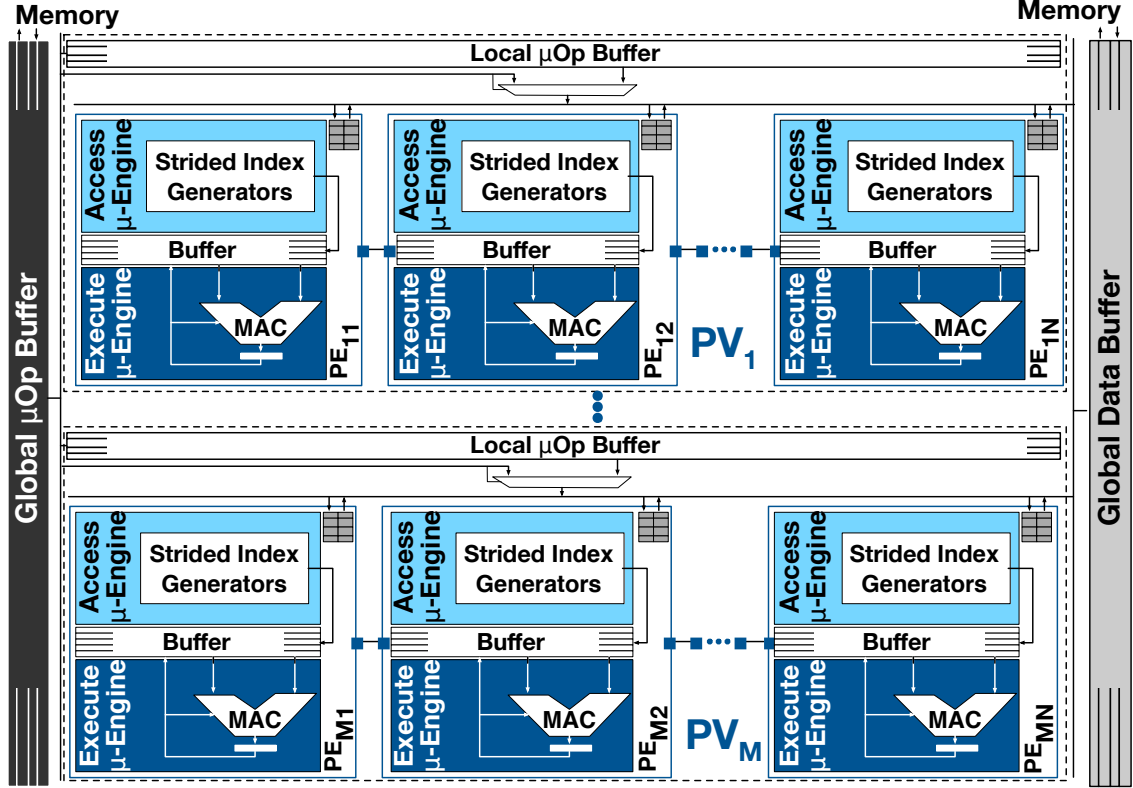 Memory
Memory
Global µOp Buffer
Global Data Buffer
Local µOp Buffer
Access
µ-Engine
Strided Index
Generators
Buffer
Execute
µ-Engine
MAC
PE11
Access
µ-Engine
Strided Index
Generators
Buffer
Execute
µ-Engine
MAC
PE12
PV1
Access
µ-Engine
Strided Index
Generators
Buffer
Execute
µ-Engine
MAC
PE1N
Local µOp Buffer
Access
µ-Engine
Strided Index
Generators
Buffer
Execute
µ-Engine
MAC
PEM1
Access
µ-Engine
Strided Index
Generators
Buffer
Execute
µ-Engine
MAC
PEM2
PVM
Access
µ-Engine
Strided Index
Generators
Buffer
Execute
µ-Engine
MAC
PEMN